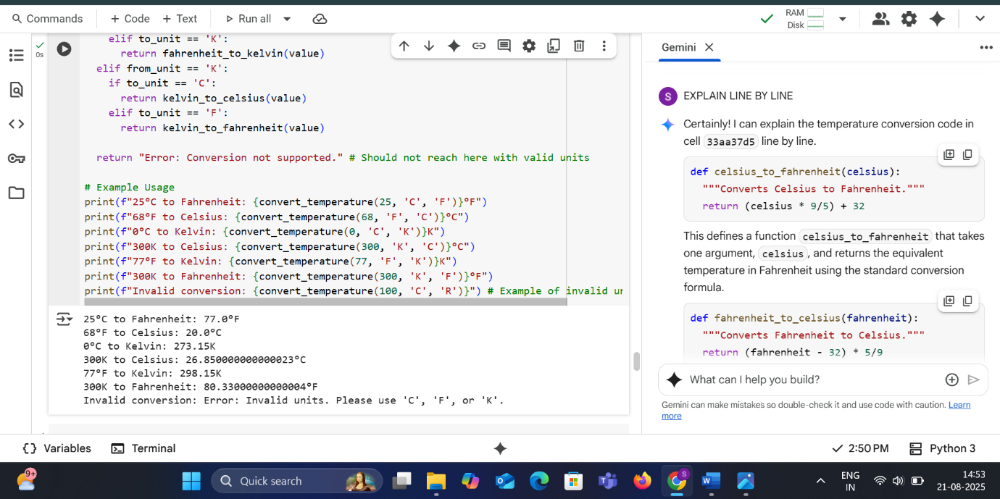 Commands
+ Code
+ Text
Run all
RAM
Disk
0s
    elif to_unit == 'K':
      return fahrenheit_to_kelvin(value)
  elif from_unit == 'K':
    if to_unit == 'C':
      return kelvin_to_celsius(value)
    elif to_unit == 'F':
      return kelvin_to_fahrenheit(value)
  return "Error: Conversion not supported." # Should not reach here with valid units
# Example Usage
print(f"25°C to Fahrenheit: {convert_temperature(25, 'C', 'F')}°F")
print(f"68°F to Celsius: {convert_temperature(68, 'F', 'C')}°C")
print(f"0°C to Kelvin: {convert_temperature(0, 'C', 'K')}K")
print(f"300K to Celsius: {convert_temperature(300, 'K', 'C')}°C")
print(f"77°F to Kelvin: {convert_temperature(77, 'F', 'K')}K")
print(f"300K to Fahrenheit: {convert_temperature(300, 'K', 'F')}°F")
print(f"Invalid conversion: {convert_temperature(100, 'C', 'R')}") # Example of invalid
25°C to Fahrenheit: 77.0°F
68°F to Celsius: 20.0°C
0°C to Kelvin: 273.15K
300K to Celsius: 26.850000000000023°C
77°F to Kelvin: 298.15K
300K to Fahrenheit: 80.33000000000004°F
Invalid conversion: Error: Invalid units. Please use 'C', 'F', or 'K'.
Gemini
S
EXPLAIN LINE BY LINE
Certainly! I can explain the temperature conversion code in
cell 33aa37d5 line by line.
def celsius_to_fahrenheit(celsius):
  """Converts Celsius to Fahrenheit."""
  return (celsius * 9/5) + 32
This defines a function celsius_to_fahrenheit that takes
one argument, celsius, and returns the equivalent
temperature in Fahrenheit using the standard conversion
formula.
def fahrenheit_to_celsius(fahrenheit):
  """Converts Fahrenheit to Celsius."""
  return (fahrenheit - 32) * 5/9
What can I help you build?
Gemini can make mistakes so double-check it and use code with caution. Learn
more
Variables
Terminal
2:50 PM
Python 3
9+
Quick search
S
ENG
IN
14:53
21-08-2025